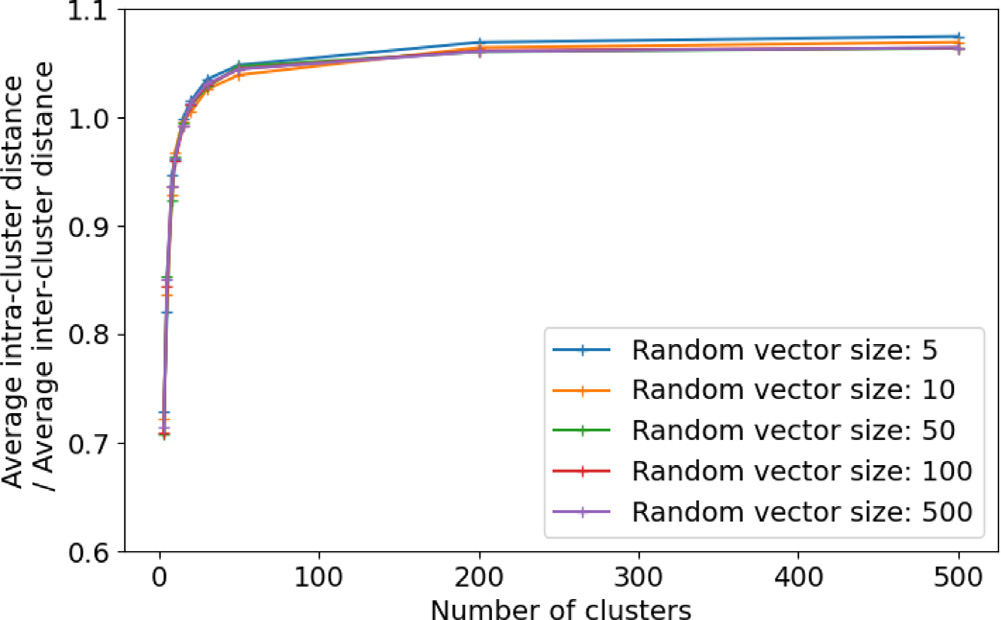 Average intra-cluster distance
/ Average inter-cluster distance
1.1
1.0
0.9
0.8
0.7
0.6
0
100
200
300
400
500
Number of clusters
Random vector size: 5
Random vector size: 10
Random vector size: 50
Random vector size: 100
Random vector size: 500